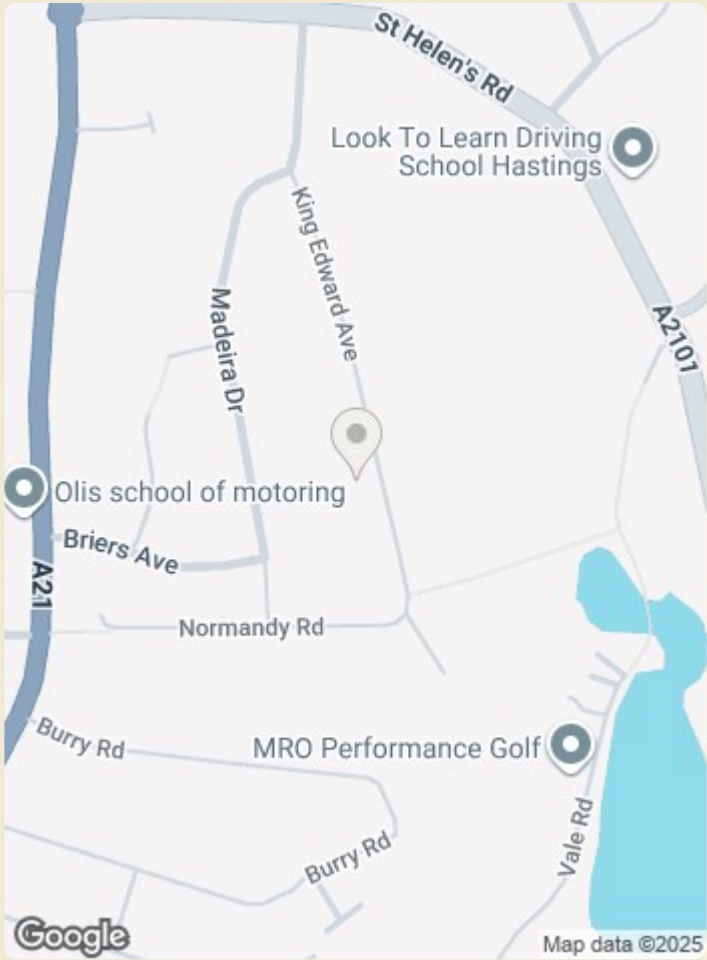 St Helen's Rd
Look To Learn Driving
School Hastings
King Edward Ave
Madeira Dr
A2101
Olis school of motoring
Briers Ave
A21
Normandy Rd
Burry Rd
MRO Performance Golf
Vale Rd
Burry Rd
Google
Map data ©2025